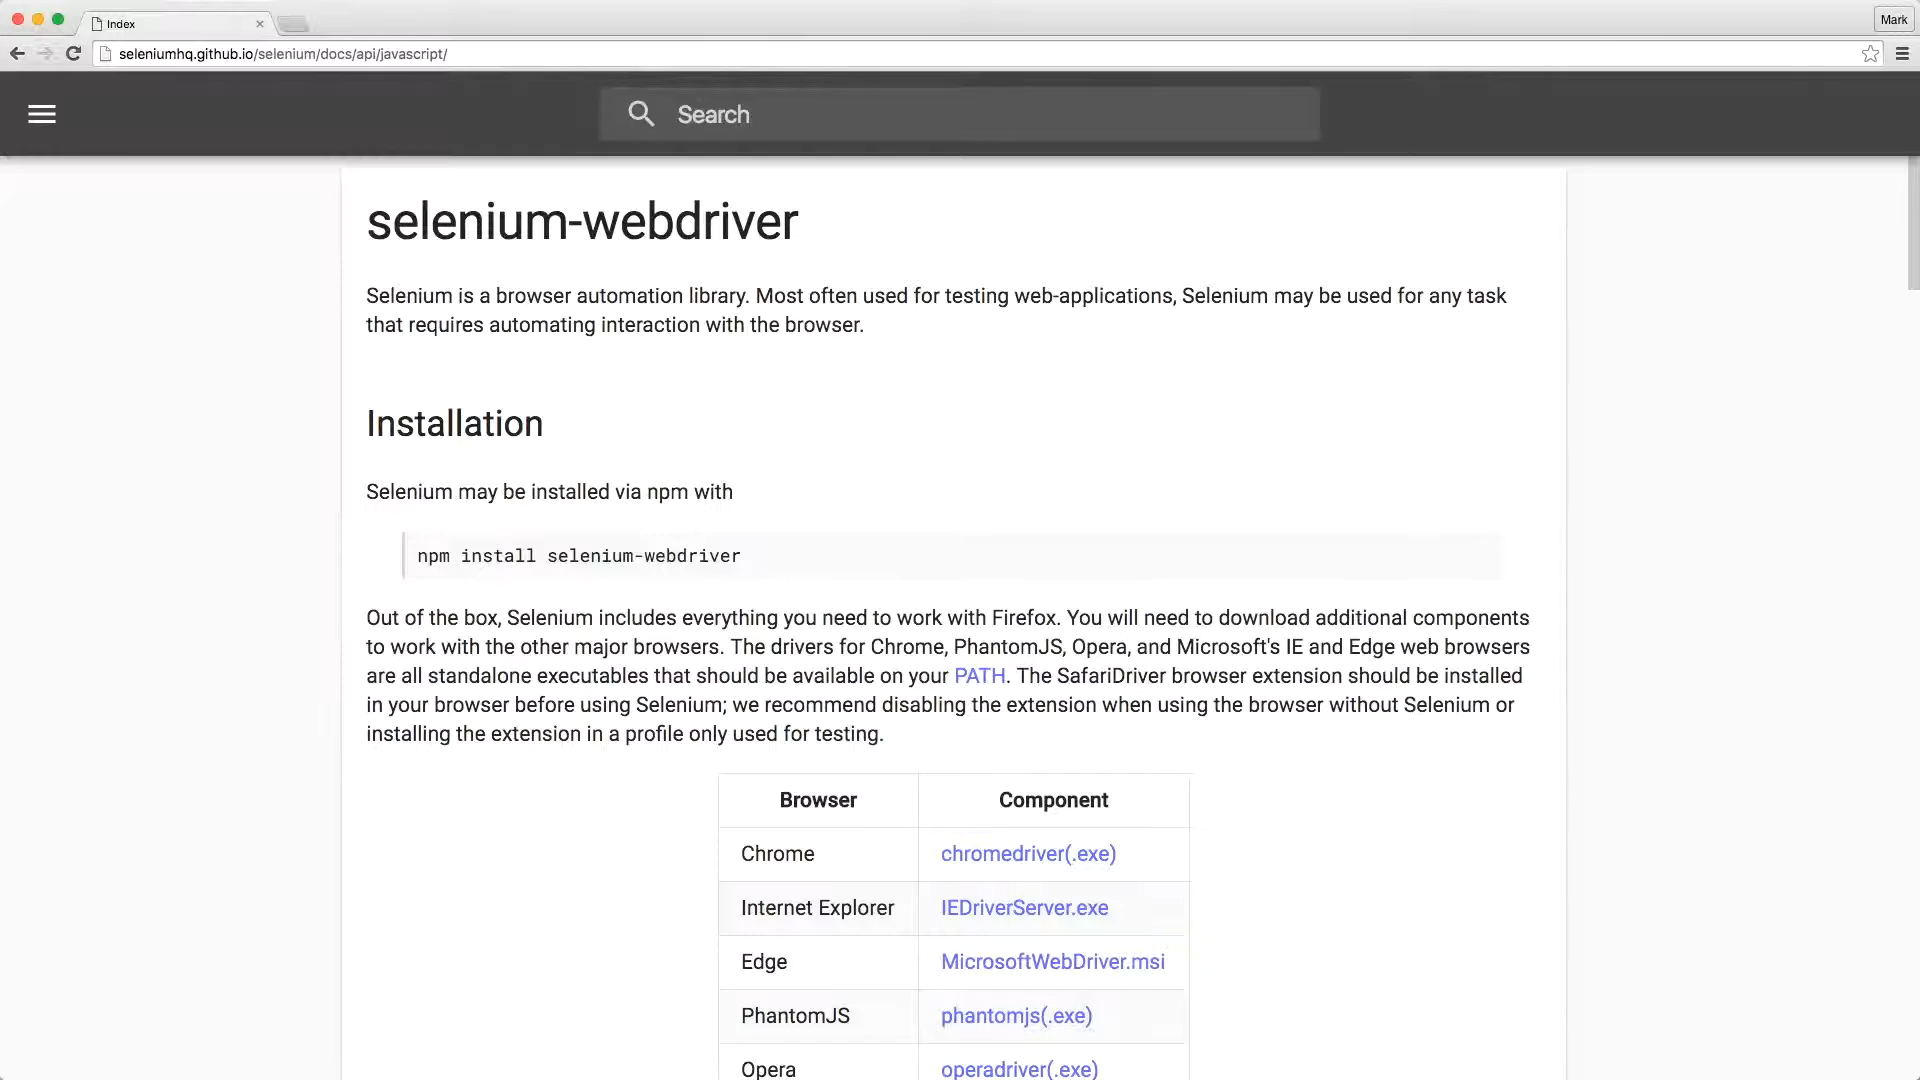 Index
Mark
seleniumhq.github.io/selenium/docs/api/javascript/
Search
selenium-webdriver
Selenium is a browser automation library. Most often used for testing web-applications, Selenium may be used for any task
that requires automating interaction with the browser.
Installation
Selenium may be installed via npm with
npm install selenium-webdriver
Out of the box, Selenium includes everything you need to work with Firefox. You will need to download additional components
to work with the other major browsers. The drivers for Chrome, PhantomJS, Opera, and Microsoft's IE and Edge web browsers
are all standalone executables that should be available on your PATH. The SafariDriver browser extension should be installed
in your browser before using Selenium; we recommend disabling the extension when using the browser without Selenium or
installing the extension in a profile only used for testing.
Browser Component
Chrome chromedriver(.exe)
Internet Explorer IEDriverServer.exe
Edge MicrosoftWebDriver.msi
PhantomJS phantomjs(.exe)
Opera operadriver(.exe)